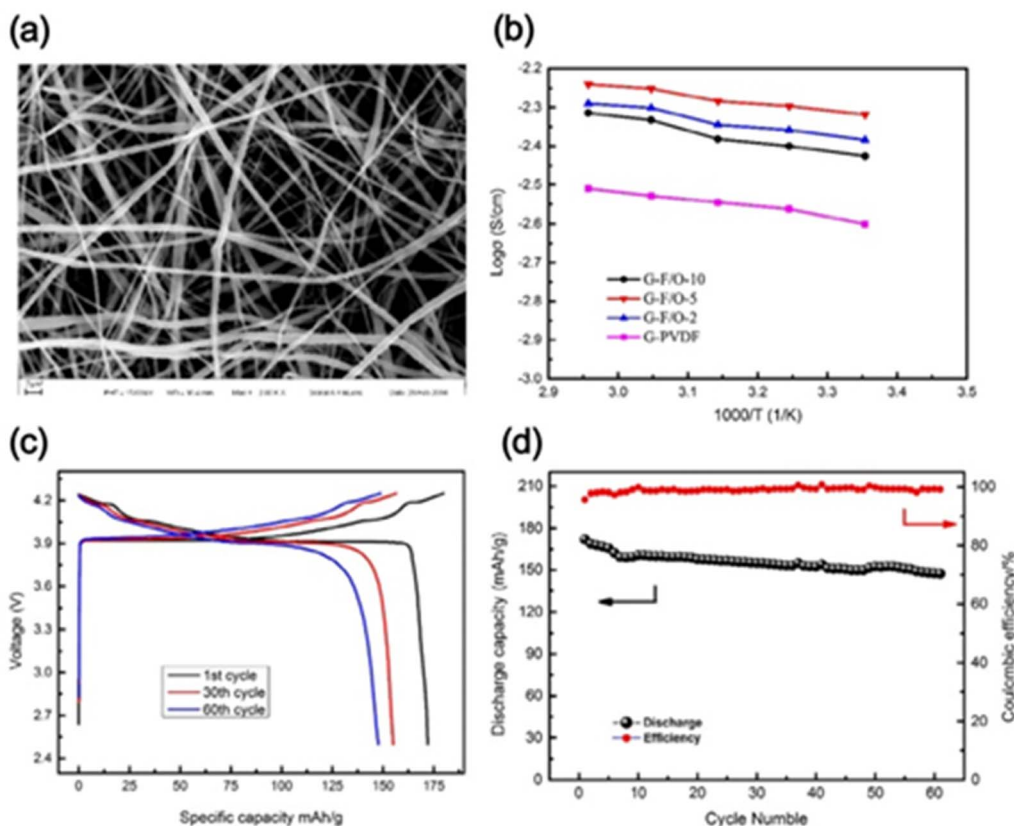 (a)
(b)
-2.2
-2.3
-2.4
-2.5
-2.6
-2.7
-2.8
-2.9
-3.0
Logσ (S/cm)
G-F/O-10
G-F/O-5
G-F/O-2
G-PVDF
2.9 3.0 3.1 3.2 3.3 3.4 3.5
1000/T (1/K)
(c)
4.2
3.9
3.6
3.3
3.0
2.7
2.4
Voltage (V)
1st cycle
30th cycle
60th cycle
0 25 50 75 100 125 150 175
Specific capacity mAh/g
(d)
210
180
150
120
90
60
30
0
Discharge capacity (mAh/g)
100
80
60
40
20
0
Coulombic efficiency/%
Discharge
Efficiency
0 10 20 30 40 50 60
Cycle Numble